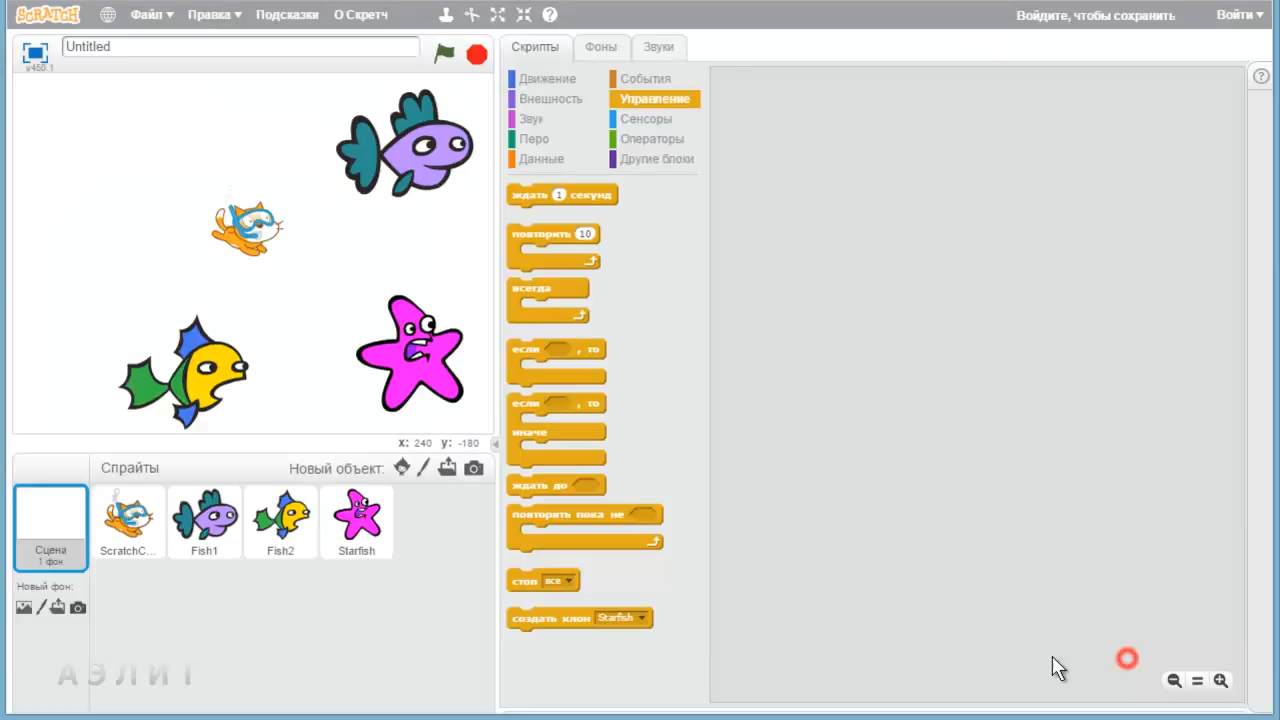 SCRATCH Файл Правка Подсказки О Скретч Войдите, чтобы сохранить Войти
Untitled
v450.1
Скрипты Фоны Звуки
Движение События
Внешность Управление
Звук Сенсоры
Перо Операторы
Данные Другие блоки
ждать 1 секунд
повторить 10
всегда
если , то
если , то
иначе
ждать до
повторять пока не
стоп все
создать клон Starfish
x: 240 y: -180
Спрайты Новый объект:
Сцена
1 фон
ScratchC... Fish1 Fish2 Starfish
Новый фон:
АЭЛИТ